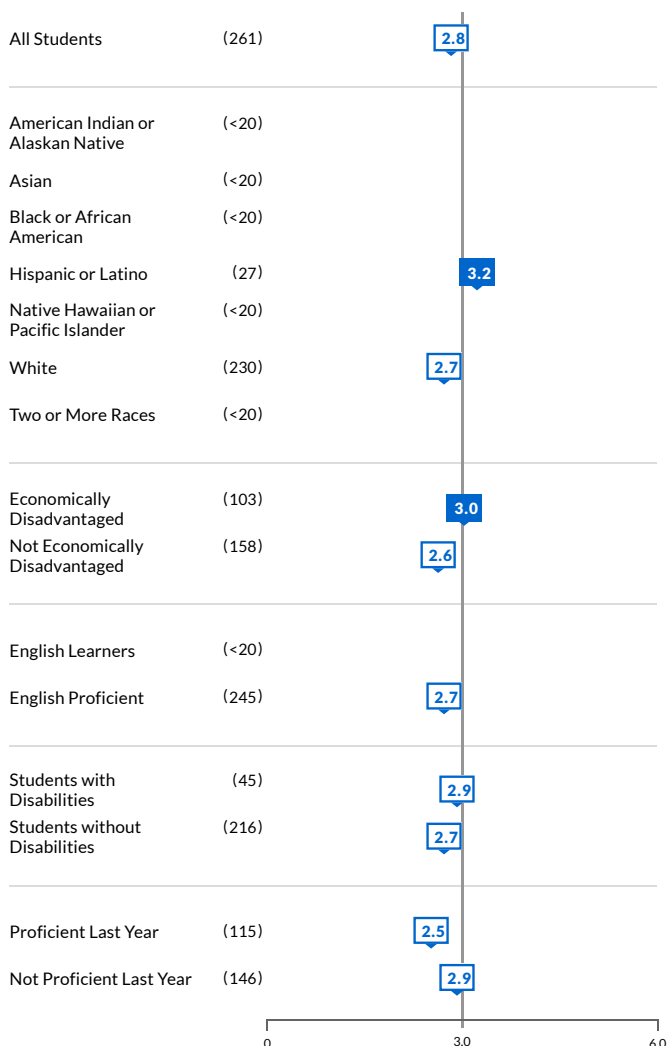 All Students (261) 2.8
American Indian or (<20)
Alaskan Native
Asian (<20)
Black or African (<20)
American
Hispanic or Latino (27) 3.2
Native Hawaiian or (<20)
Pacific Islander
White (230) 2.7
Two or More Races (<20)
Economically (103) 3.0
Disadvantaged
Not Economically (158) 2.6
Disadvantaged
English Learners (<20)
English Proficient (245) 2.7
Students with (45) 2.9
Disabilities
Students without (216) 2.7
Disabilities
Proficient Last Year (115) 2.5
Not Proficient Last Year (146) 2.9
0 3.0 6.0